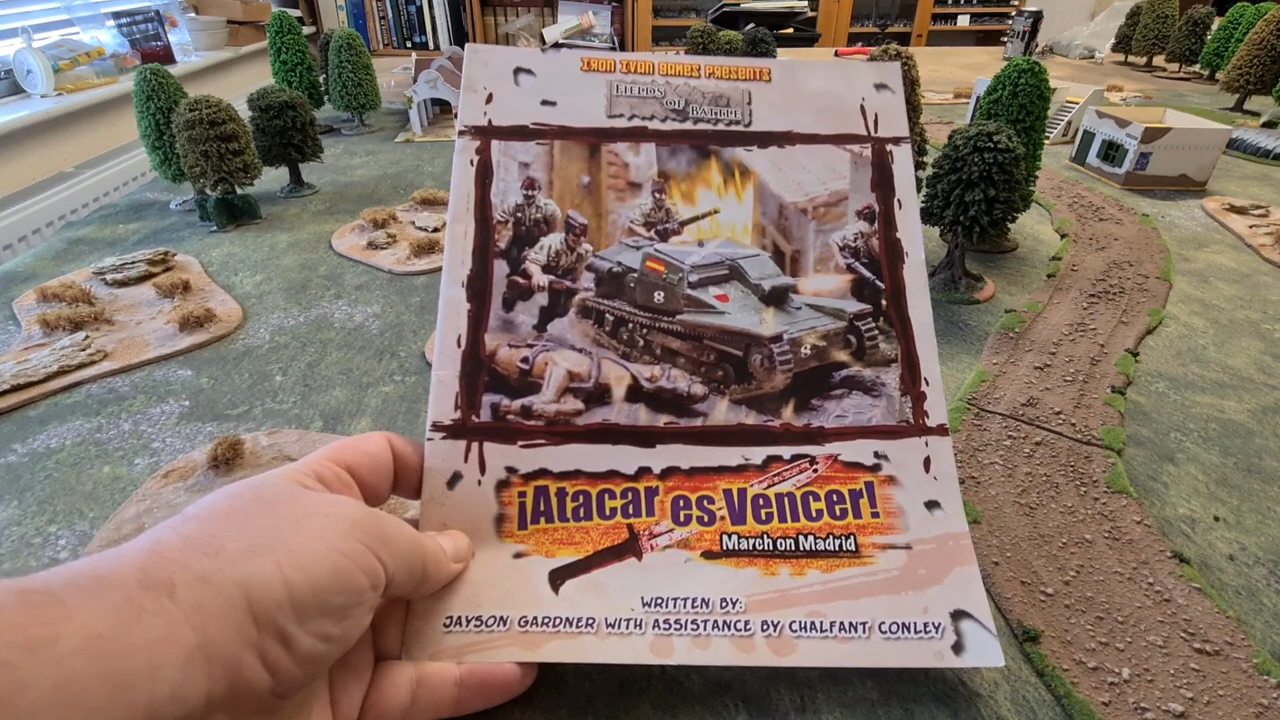 IRON IVAN GAMES PRESENTS
FIELDS
OF BATTLE
8
8
¡Atacar es Vencer!
March on Madrid
WRITTEN BY:
JAYSON GARDNER WITH ASSISTANCE BY CHALFANT CONLEY